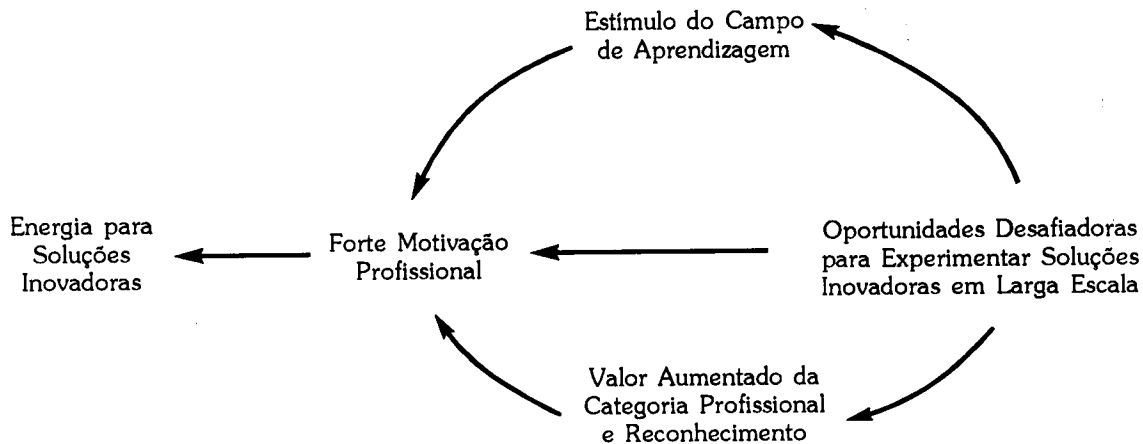 Estímulo do Campo
de Aprendizagem
Energia para
Soluções
Inovadoras
Forte Motivação
Profissional
Oportunidades Desafiadoras
para Experimentar Soluções
Inovadoras em Larga Escala
Valor Aumentado da
Categoria Profissional
e Reconhecimento